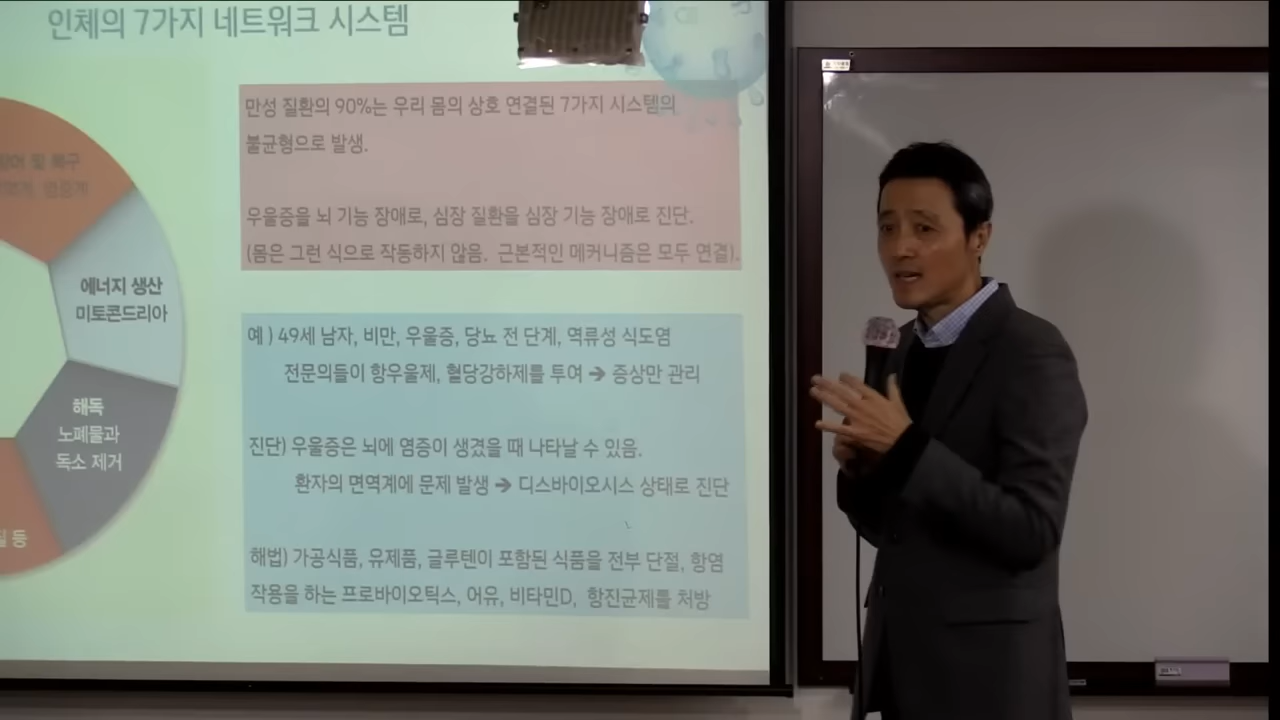 인체의 7가지 네트워크 시스템
만성 질환의 90%는 우리 몸의 상호 연결된 7가지 시스템의
불균형으로 발생.
우울증을 뇌 기능 장애로, 심장 질환을 심장 기능 장애로 진단.
(몸은 그런 식으로 작동하지 않음. 근본적인 메커니즘은 모두 연결).
에너지 생산
미토콘드리아
해독
노폐물과
독소 제거
등
예 ) 49세 남자, 비만, 우울증, 당뇨 전 단계, 역류성 식도염
전문의들이 항우울제, 혈당강하제를 투여 ➔ 증상만 관리
진단) 우울증은 뇌에 염증이 생겼을 때 나타날 수 있음.
환자의 면역계에 문제 발생 ➔ 디스바이오시스 상태로 진단
해법) 가공식품, 유제품, 글루텐이 포함된 식품을 전부 단절, 항염
작용을 하는 프로바이오틱스, 어유, 비타민D, 항진균제를 처방